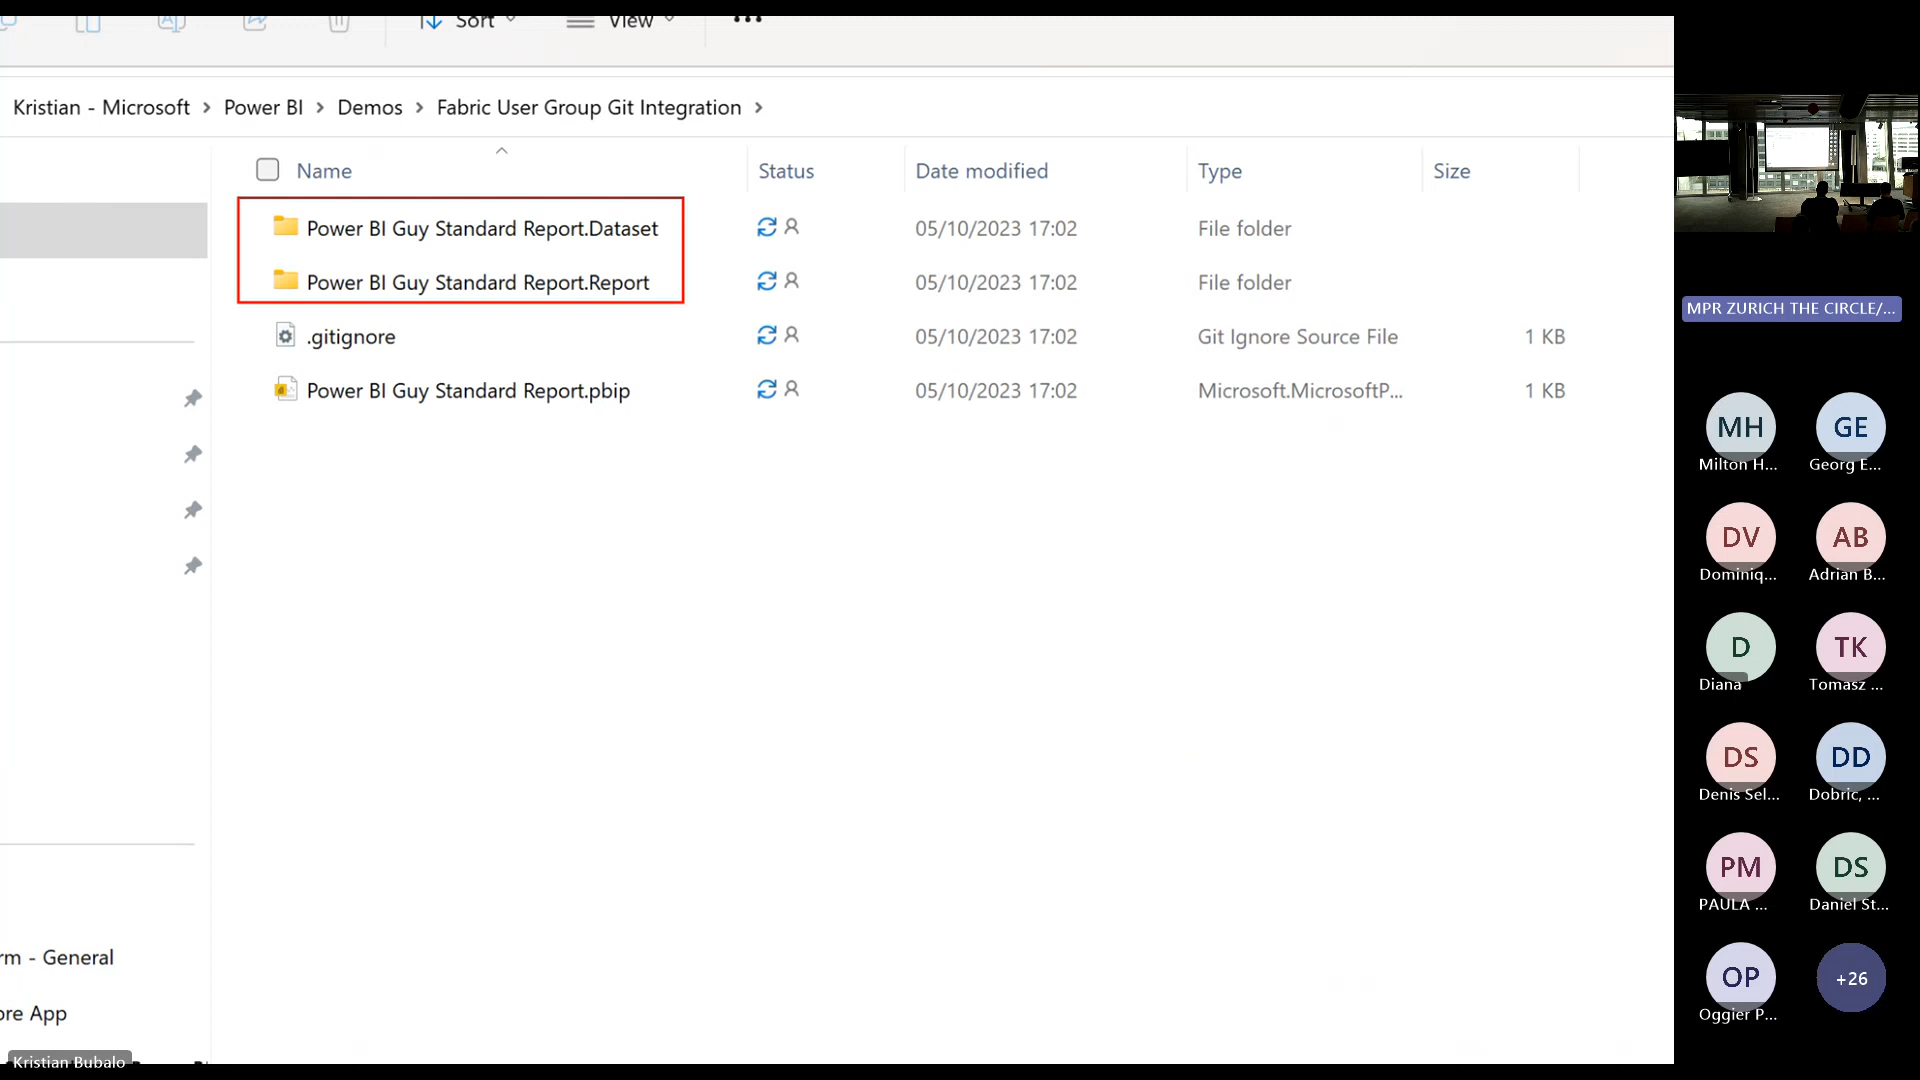 Sort
View
Kristian - Microsoft > Power BI > Demos > Fabric User Group Git Integration >
Name
Status
Date modified
Type
Size
Power BI Guy Standard Report.Dataset
05/10/2023 17:02
File folder
Power BI Guy Standard Report.Report
05/10/2023 17:02
File folder
.gitignore
05/10/2023 17:02
Git Ignore Source File
1 KB
Power BI Guy Standard Report.pbip
05/10/2023 17:02
Microsoft.MicrosoftP...
1 KB
rm - General
ore App
Kristian Bubalo
MPR ZURICH THE CIRCLE/...
MH
Milton H...
GE
Georg E...
DV
Dominiq...
AB
Adrian B...
D
Diana
TK
Tomasz ...
DS
Denis Sel...
DD
Dobric, ...
PM
PAULA ...
DS
Daniel St...
OP
Oggier P...
+26